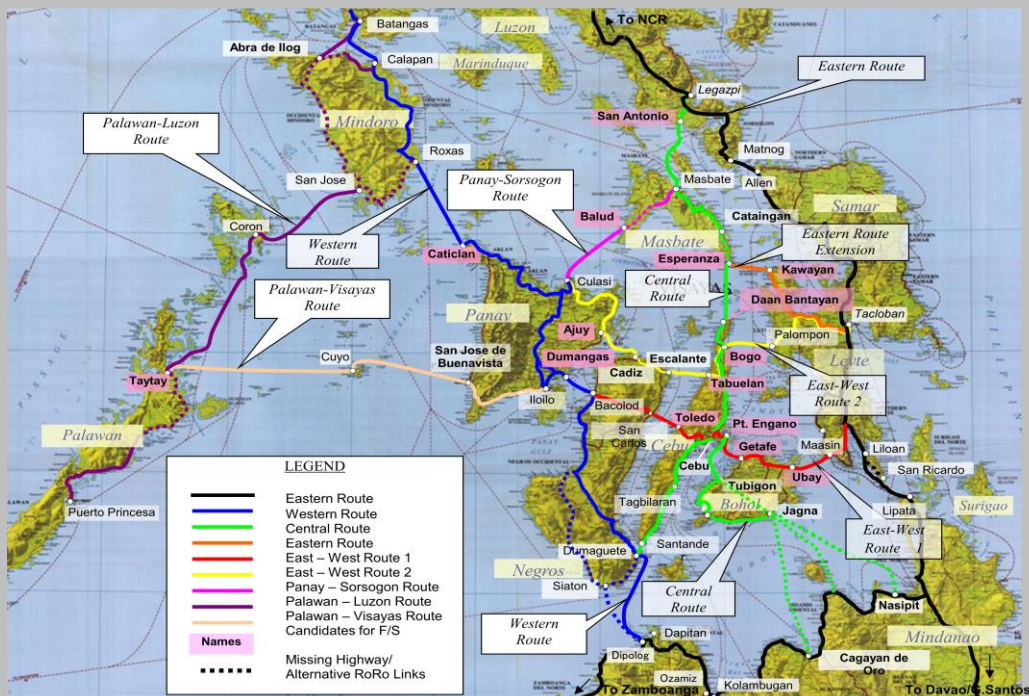 To NCR
Batangas
Luzon
CATANDUANES
Abra de Ilog
Calapan
Marinduque
Eastern Route
Legazpi
San Antonio
Palawan-Luzon
Route
Mindoro
Roxas
Matnog
Panay-Sorsogon
Route
Masbate
Allen
San Jose
Samar
Balud
Cataingan
Coron
Masbate
Eastern Route
Extension
Western
Route
Caticlan
Esperanza
Kawayan
Culasi
Central
Route
Palawan-Visayas
Route
Daan Bantayan
Panay
Ajuy
Tacloban
Palompon
Cuyo
San Jose de
Buenavista
Dumangas
Escalante
Bogo
Leyte
Taytay
Cadiz
Tabuelan
East-West
Route 2
Iloilo
Bacolod
Toledo
Pt. Engano
San
Carlos
Cebu
Maasin
Palawan
Getafe
Liloan
Cebu
Ubay
San Ricardo
NEGROS OCCIDENTAL
Tubigon
Tagbilaran
Bohol
Jagna
Lipata
Surigao
Puerto Princesa
East-West
Route 1
Santande
Dumaguete
Negros
Siaton
Central
Route
Nasipit
Western
Route
Dapitan
Mindanao
Dipolog
Cagayan de
Oro
Ozamiz
To Zamboanga
Kolambugan
To Davao/G.Santo
LEGEND
Eastern Route
Western Route
Central Route
Eastern Route
East – West Route 1
East – West Route 2
Panay – Sorsogon Route
Palawan – Luzon Route
Palawan – Visayas Route
Candidates for F/S
Names
Missing Highway/
Alternative RoRo Links